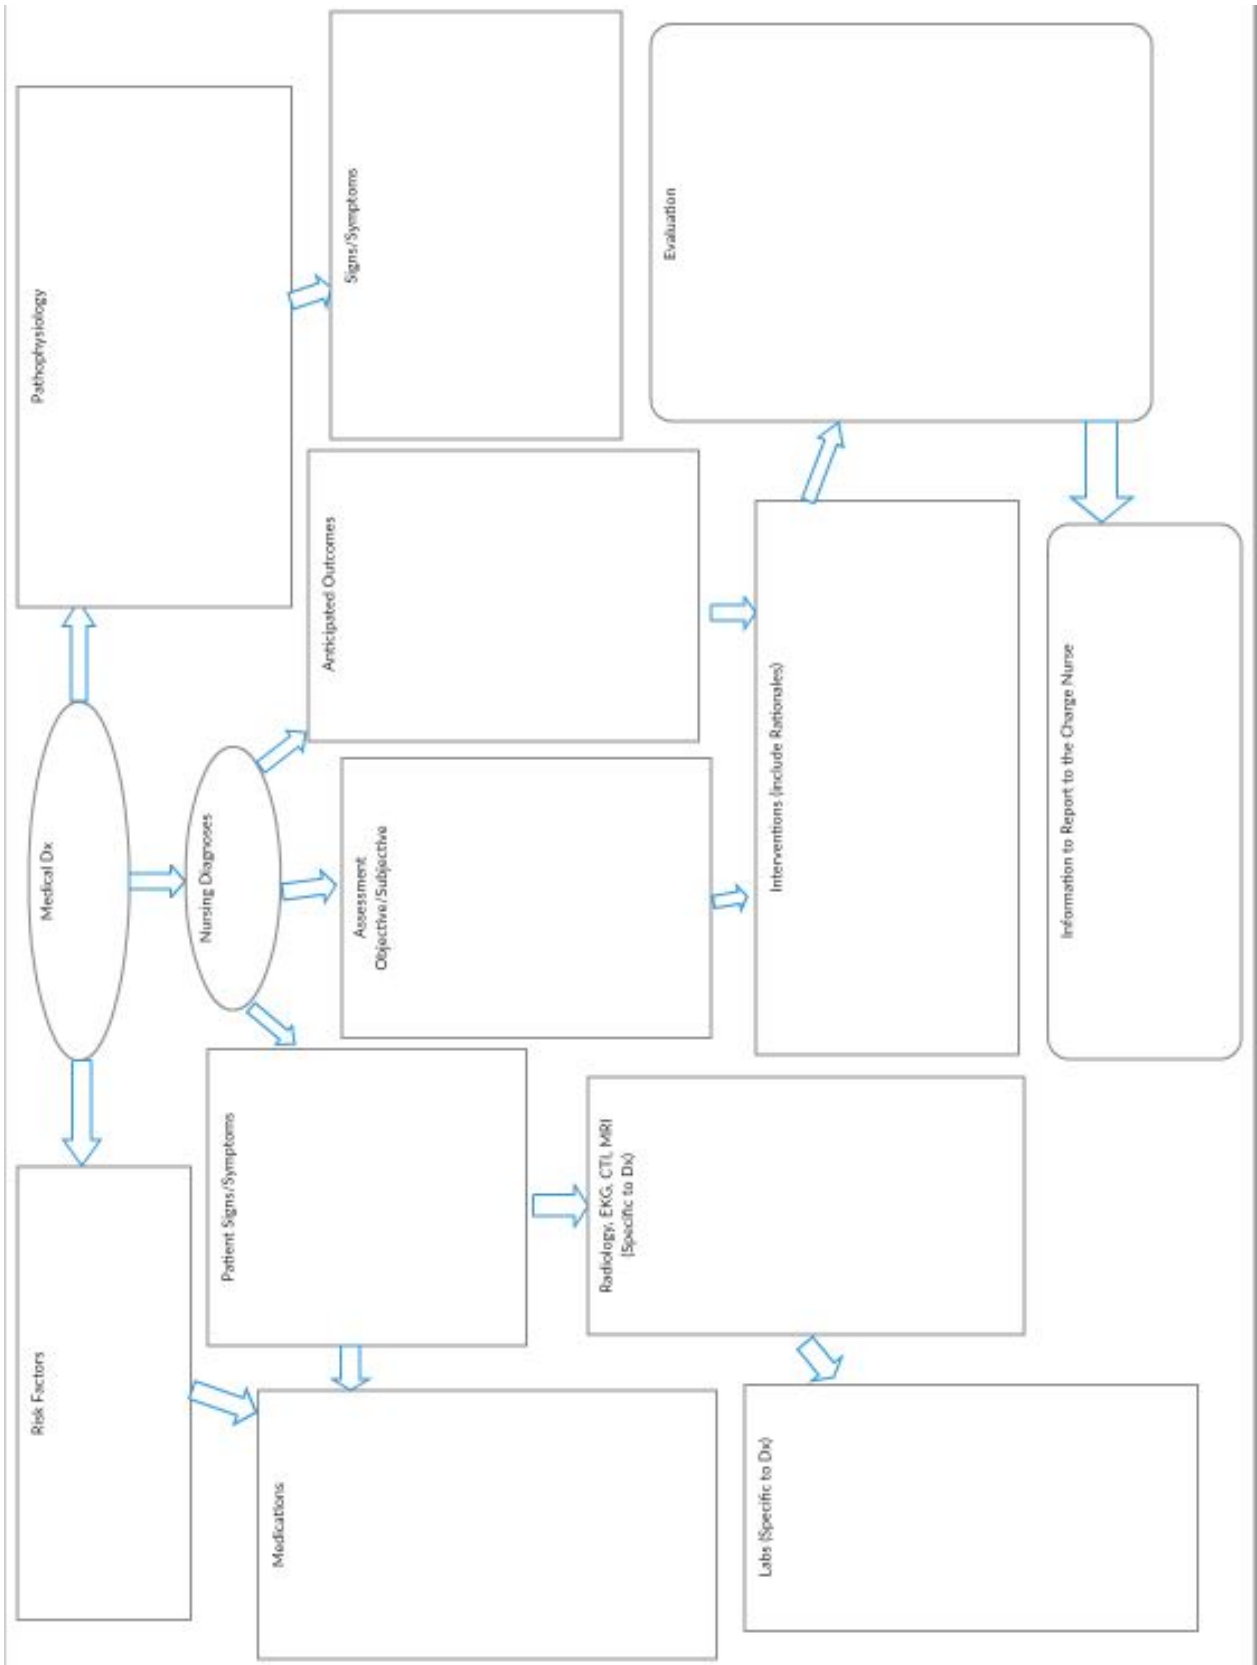 Medical Dx
Risk Factors
Pathophysiology
Nursing Diagnoses
Patient Signs/Symptoms
Medications
Assessment
Objective/Subjective
Anticipated Outcomes
Signs/Symptoms
Radiology, EKG, CTI, MRI
(Specific to Dx)
Labs (Specific to Dx)
Interventions (include Rationales)
Evaluation
Information to Report to the Charge Nurse